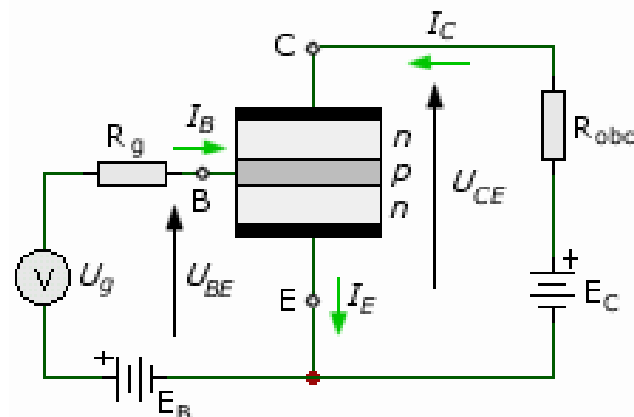 C
I_C
I_B
n
R_g
p
R_obc
B
n
U_CE
V
U_g
U_BE
E
I_E
+
E_C
+
E_B